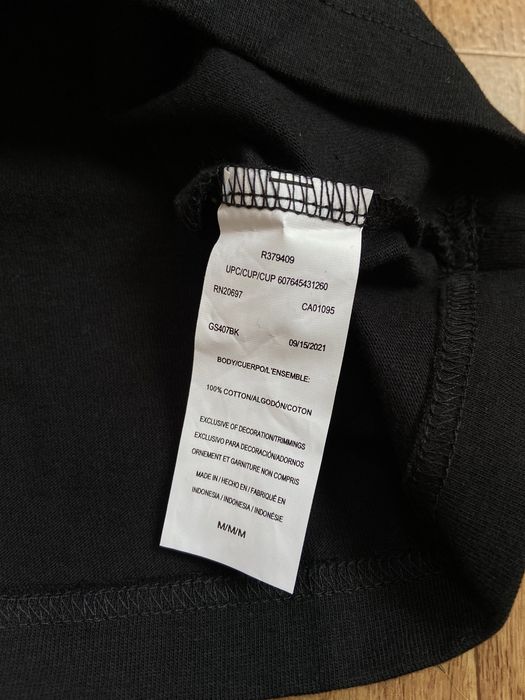 R379409
UPC/CUP/CUP 607645431260
RN20697 CA01095
GS407BK 09/15/2021
BODY/CUERPO/L'ENSEMBLE:
100% COTTON/ALGODÓN/COTON
EXCLUSIVE OF DECORATION/TRIMMINGS
EXCLUSIVO PARA DECORACIÓN/ADORNOS
ORNEMENT ET GARNITURE NON COMPRIS
MADE IN / HECHO EN / FABRIQUÉ EN
INDONESIA / INDONESIA / INDONÉSIE
M/M/M